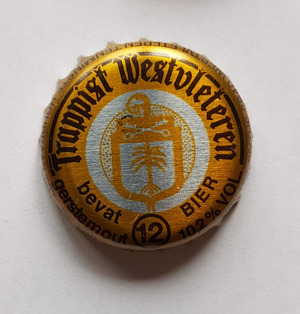 Trappist Westvleteren
bevat
gerstemout
12
BIER
10.2 % VOL